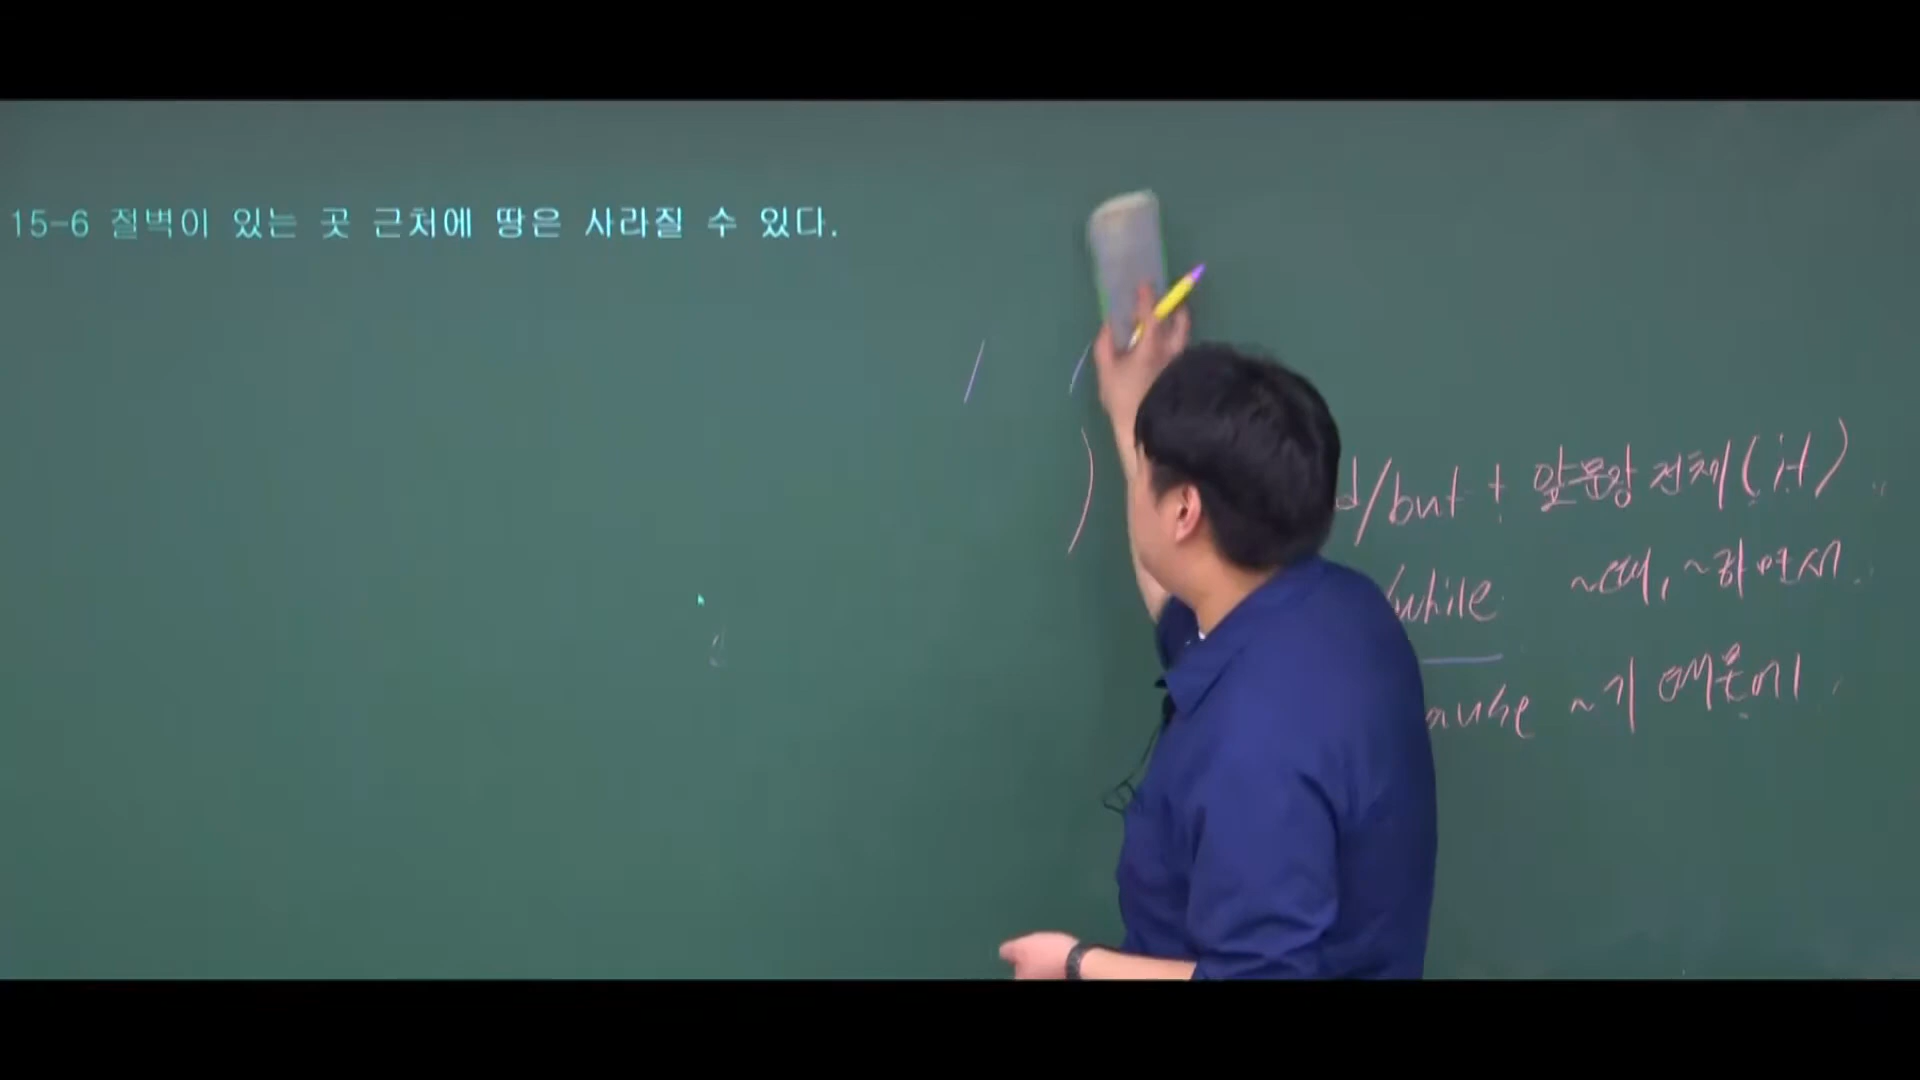 15-6 절벽이 있는 곳 근처에 땅은 사라질 수 있다.
d/but + 앞문장 전체(it)
/while ~때, ~하면서.
ause ~기 때문에.